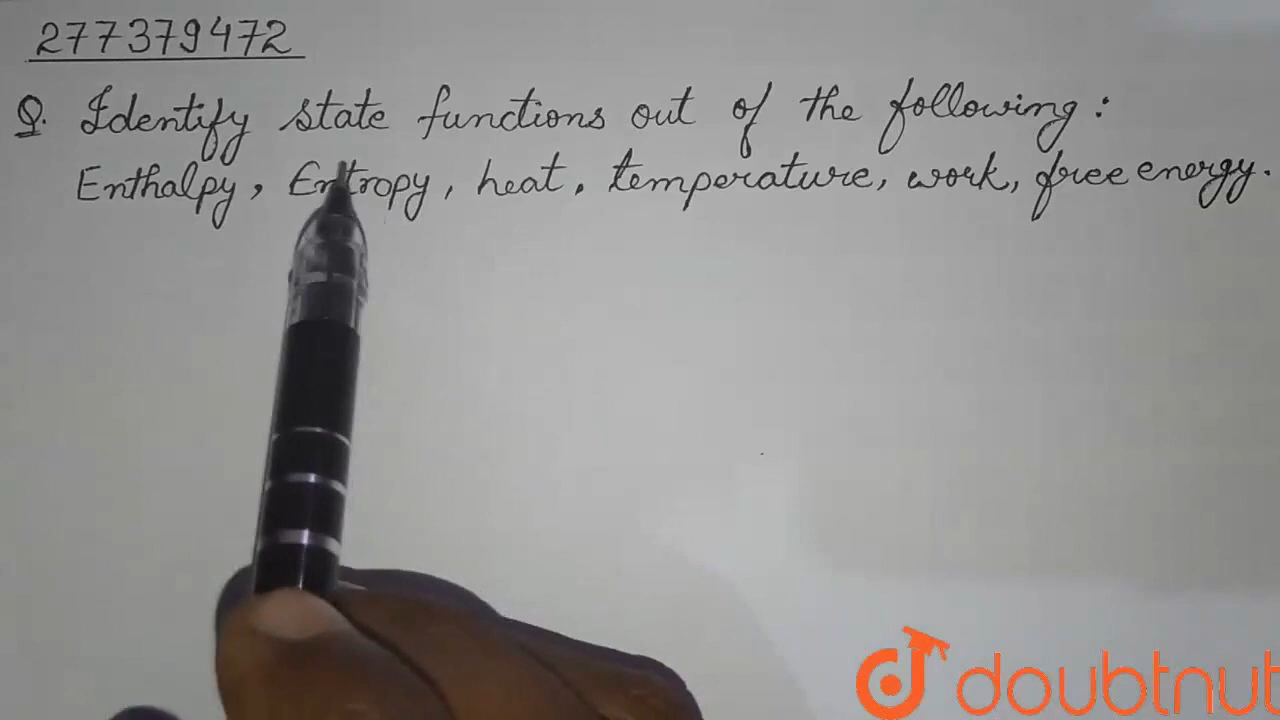 277379472
Q. Identify state functions out of the following:
Enthalpy, Entropy, heat, temperature, work, free energy.
doubtnut